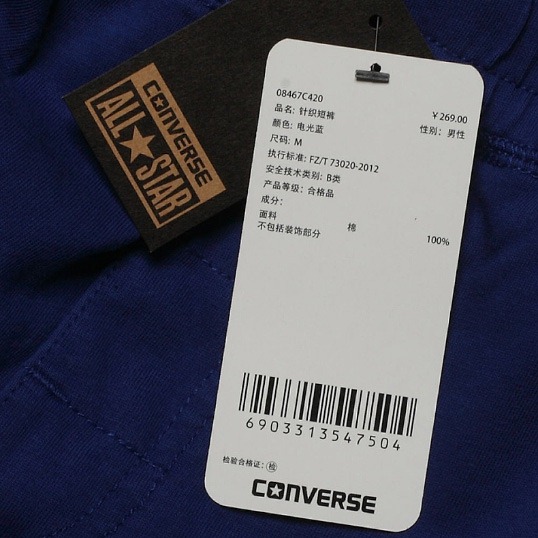 CONVERSE
ALL★STAR
08467C420
品名: 针织短裤 ￥269.00
颜色: 电光蓝 性别: 男性
尺码: M
执行标准: FZ/T 73020-2012
安全技术类别: B类
产品等级: 合格品
成分:
面料 棉 100%
不包括装饰部分
6903313547504
检验合格证: 检
CONVERSE